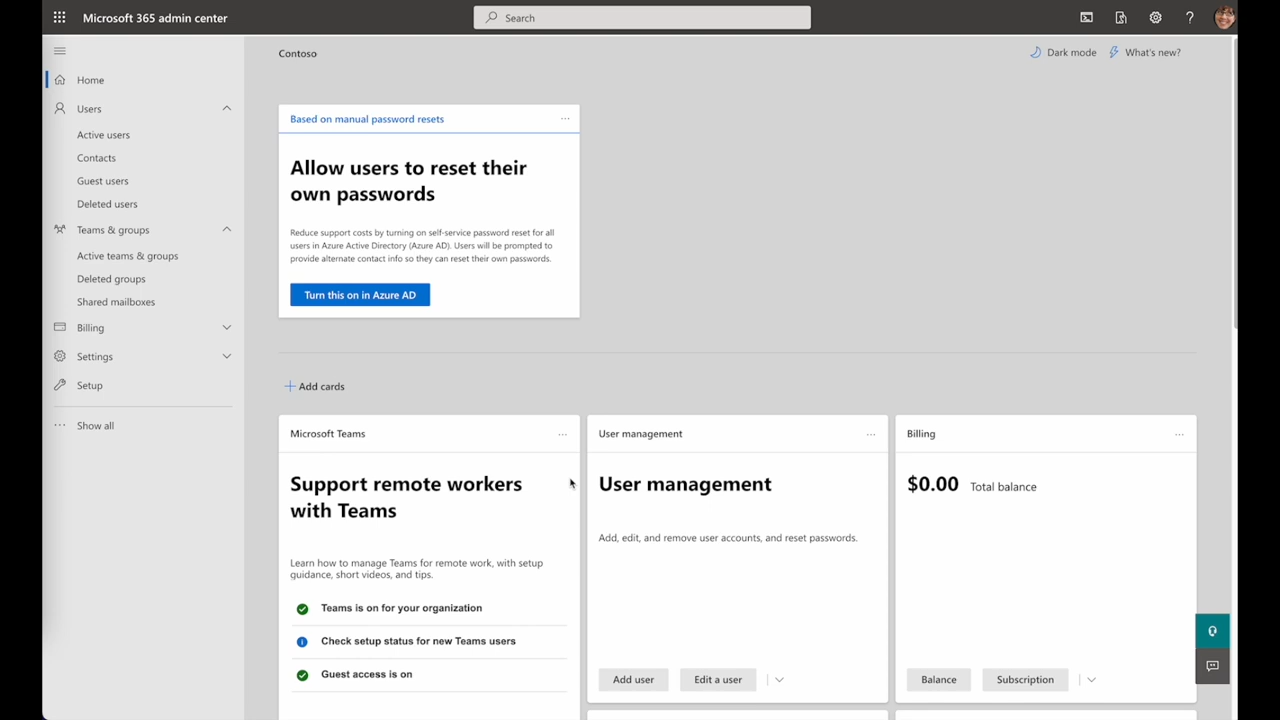 Microsoft 365 admin center
Search
Home
Users
Active users
Contacts
Guest users
Deleted users
Teams & groups
Active teams & groups
Deleted groups
Shared mailboxes
Billing
Settings
Setup
Show all
Contoso
Dark mode
What's new?
Based on manual password resets
Allow users to reset their
own passwords
Reduce support costs by turning on self-service password reset for all
users in Azure Active Directory (Azure AD). Users will be prompted to
provide alternate contact info so they can reset their own passwords.
Turn this on in Azure AD
Add cards
Microsoft Teams
Support remote workers
with Teams
Learn how to manage Teams for remote work, with setup
guidance, short videos, and tips.
Teams is on for your organization
Check setup status for new Teams users
Guest access is on
User management
User management
Add, edit, and remove user accounts, and reset passwords.
Add user
Edit a user
Billing
$0.00 Total balance
Balance
Subscription